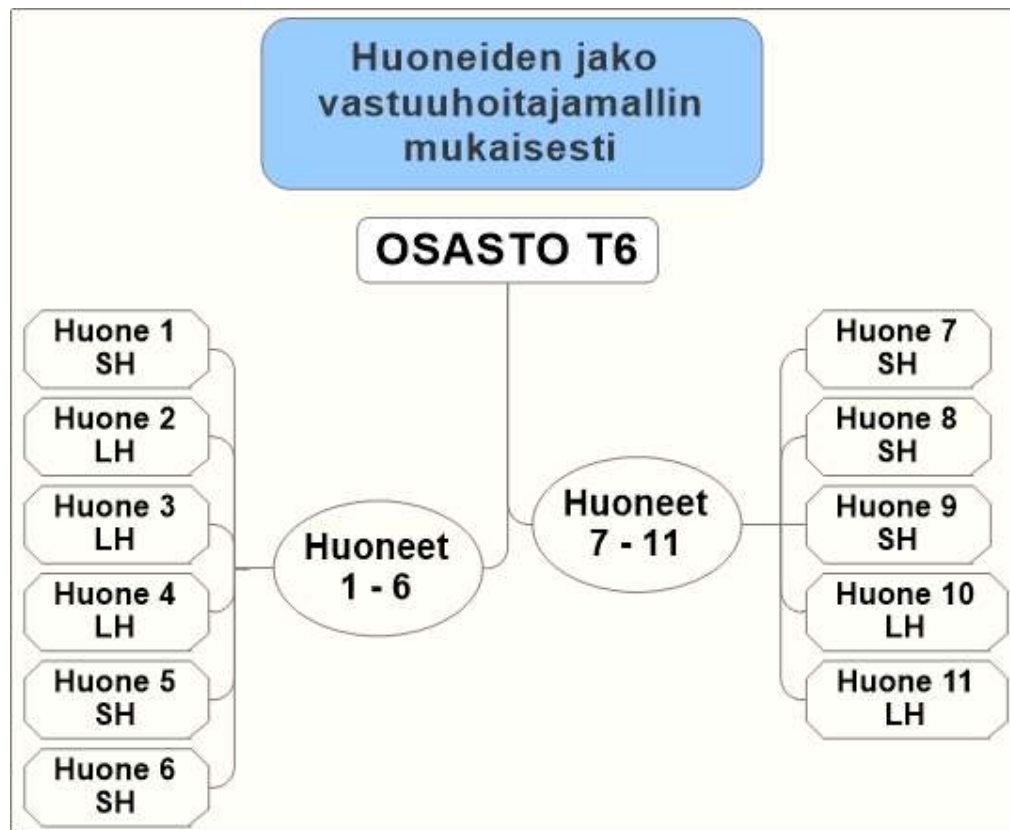 Huoneiden jako
vastuuhoitajamallin
mukaisesti
OSASTO T6
Huone 1
SH
Huone 2
LH
Huone 3
LH
Huone 4
LH
Huone 5
SH
Huone 6
SH
Huoneet
1 - 6
Huoneet
7 - 11
Huone 7
SH
Huone 8
SH
Huone 9
SH
Huone 10
LH
Huone 11
LH